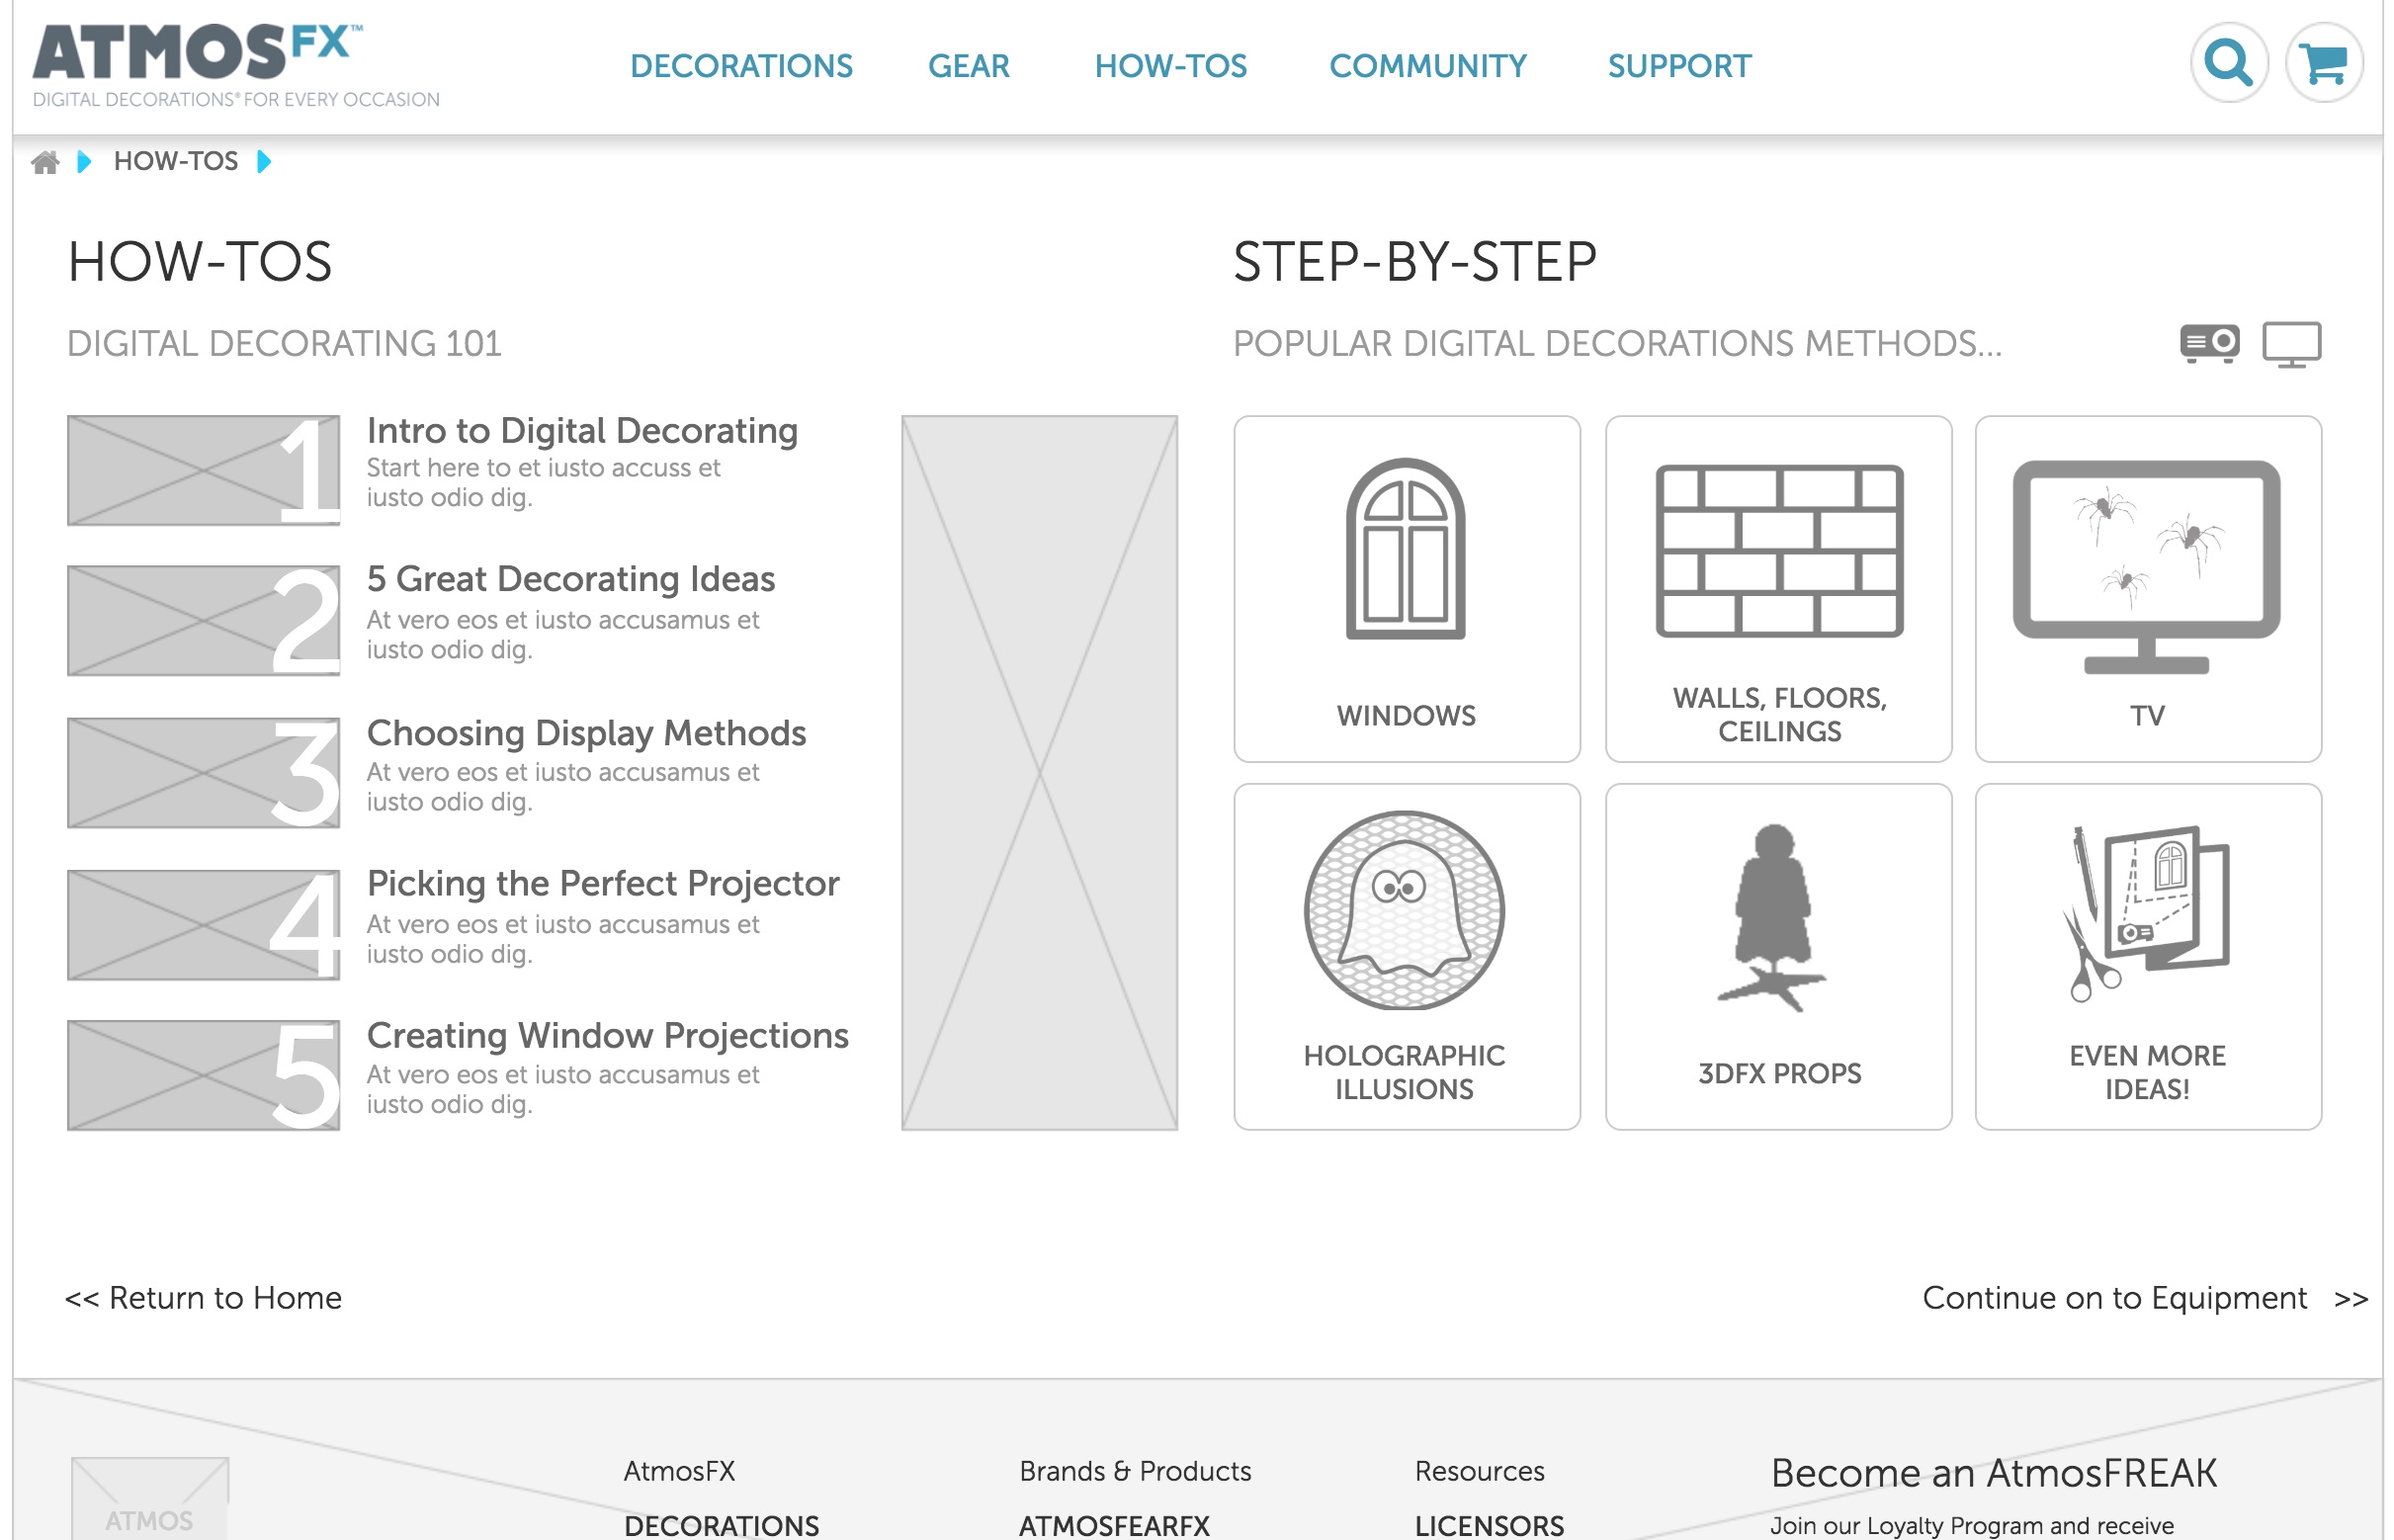 ATMOSFX™
DIGITAL DECORATIONS® FOR EVERY OCCASION
DECORATIONS
GEAR
HOW-TOS
COMMUNITY
SUPPORT
HOW-TOS
HOW-TOS
DIGITAL DECORATING 101
1
Intro to Digital Decorating
Start here to et iusto accuss et
iusto odio dig.
2
5 Great Decorating Ideas
At vero eos et iusto accusamus et
iusto odio dig.
3
Choosing Display Methods
At vero eos et iusto accusamus et
iusto odio dig.
4
Picking the Perfect Projector
At vero eos et iusto accusamus et
iusto odio dig.
5
Creating Window Projections
At vero eos et iusto accusamus et
iusto odio dig.
STEP-BY-STEP
POPULAR DIGITAL DECORATIONS METHODS...
WINDOWS
WALLS, FLOORS,
CEILINGS
TV
HOLOGRAPHIC
ILLUSIONS
3DFX PROPS
EVEN MORE
IDEAS!
<< Return to Home
Continue on to Equipment >>
ATMOS
AtmosFX
DECORATIONS
Brands & Products
ATMOSFEARFX
Resources
LICENSORS
Become an AtmosFREAK
Join our Loyalty Program and receive